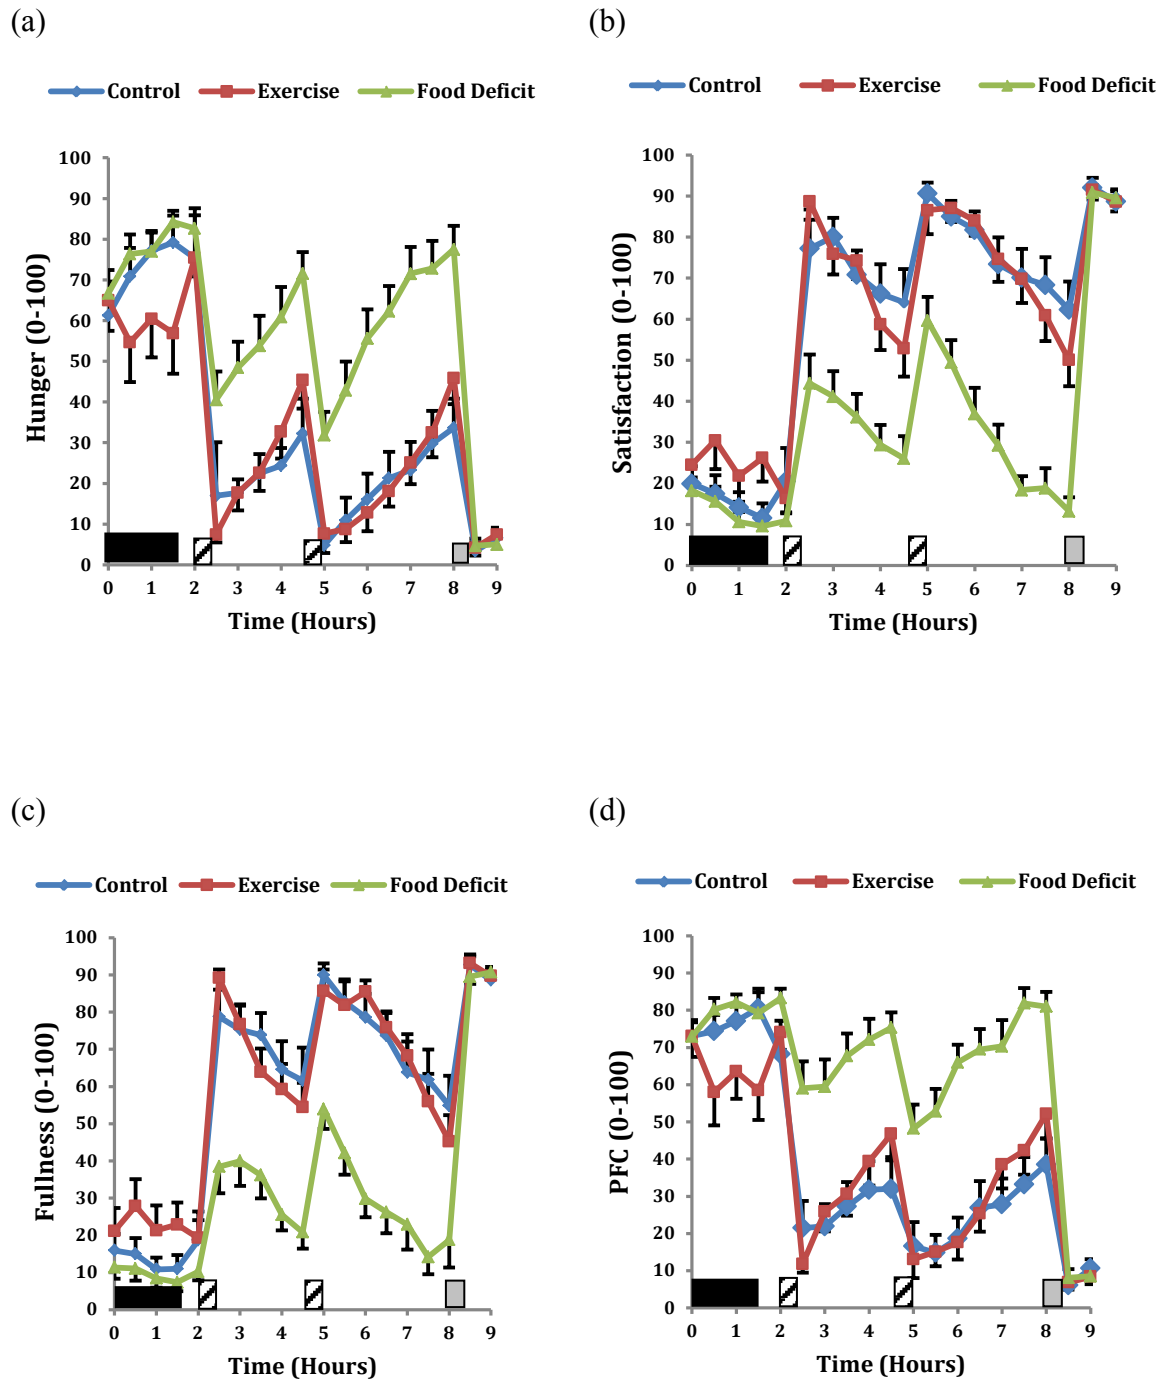 (a)
Control Exercise Food Deficit
100
90
80
70
60
50
40
30
20
10
0
Hunger (0-100)
0 1 2 3 4 5 6 7 8 9
Time (Hours)
(b)
Control Exercise Food Deficit
100
90
80
70
60
50
40
30
20
10
0
Satisfaction (0-100)
0 1 2 3 4 5 6 7 8 9
Time (Hours)
(c)
Control Exercise Food Deficit
100
90
80
70
60
50
40
30
20
10
0
Fullness (0-100)
0 1 2 3 4 5 6 7 8 9
Time (Hours)
(d)
Control Exercise Food Deficit
100
90
80
70
60
50
40
30
20
10
0
PFC (0-100)
0 1 2 3 4 5 6 7 8 9
Time (Hours)